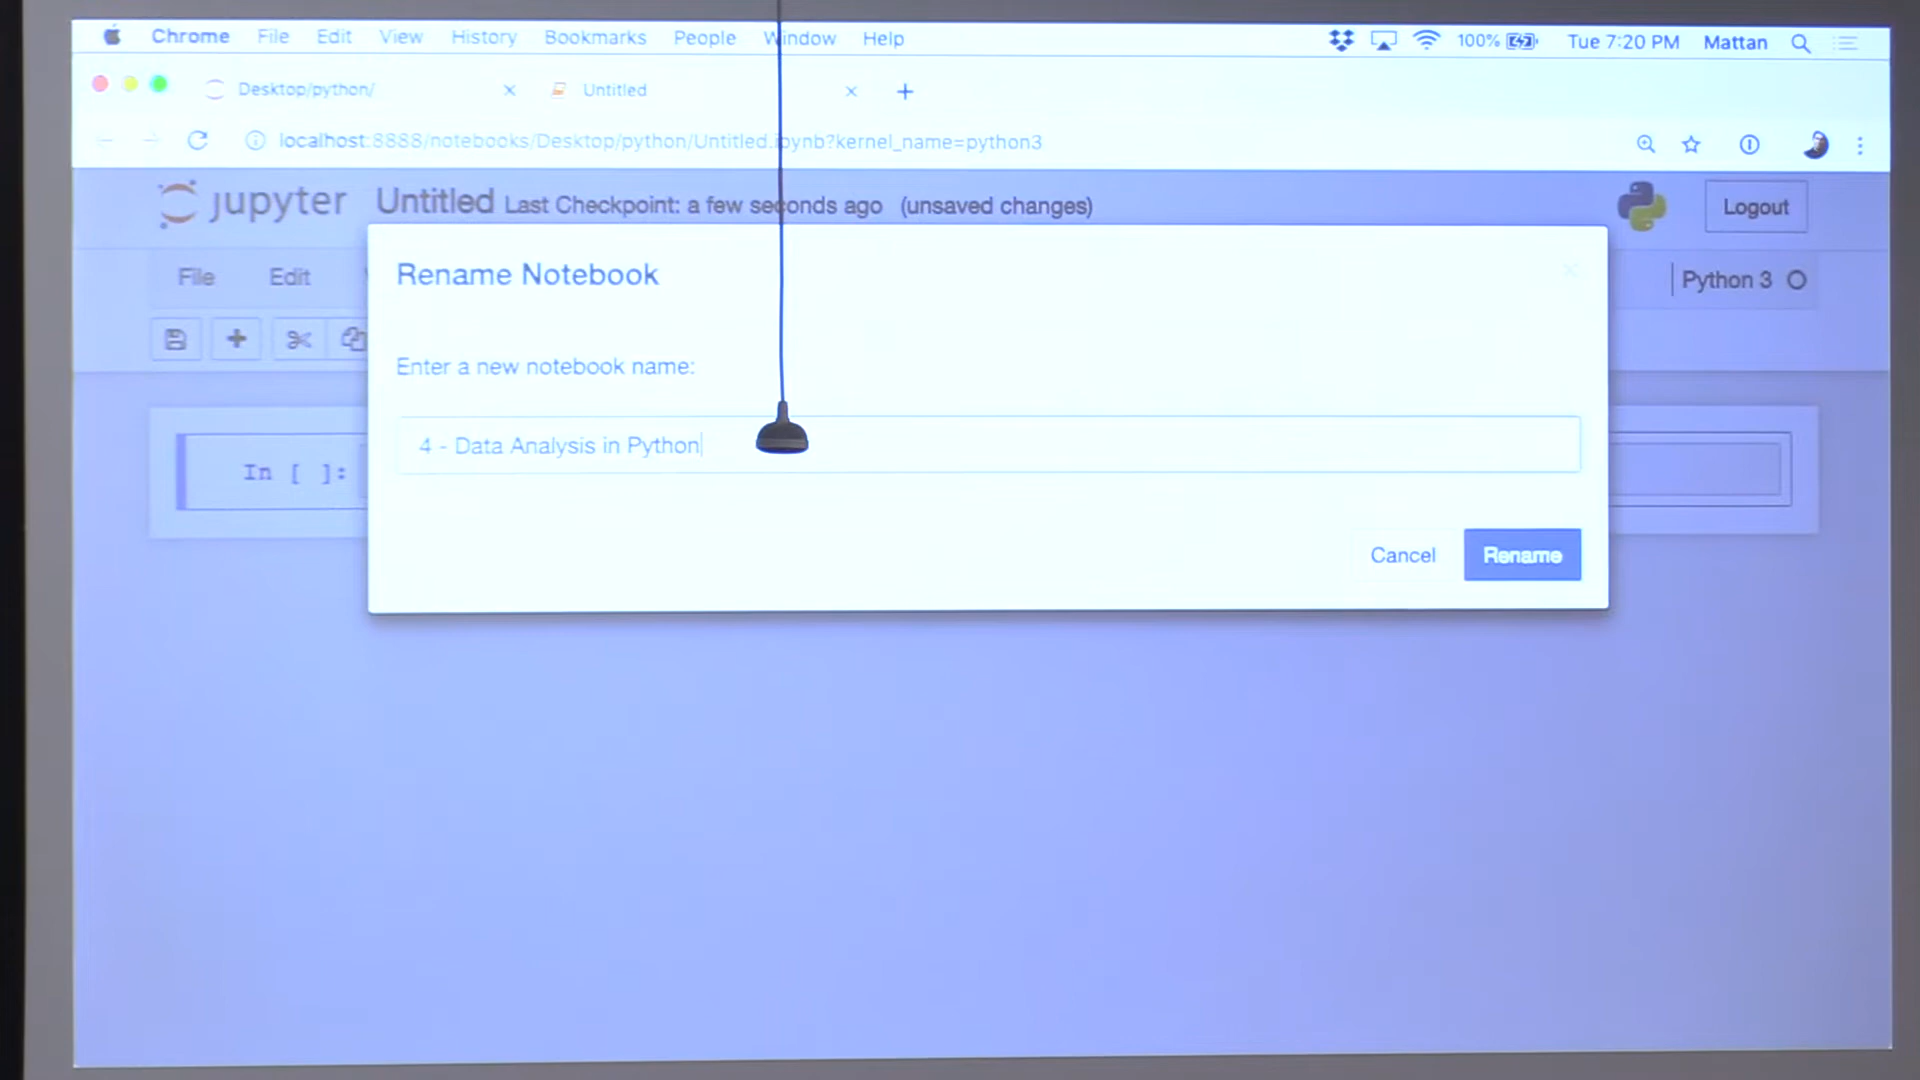 Chrome File Edit View History Bookmarks People Window Help 100% Tue 7:20 PM Mattan
Desktop/python/ Untitled
localhost:8888/notebooks/Desktop/python/Untitled.ipynb?kernel_name=python3
jupyter Untitled Last Checkpoint: a few seconds ago (unsaved changes) Logout
File Edit Python 3
Rename Notebook
Enter a new notebook name:
4 - Data Analysis in Python
In [ ]:
Cancel Rename